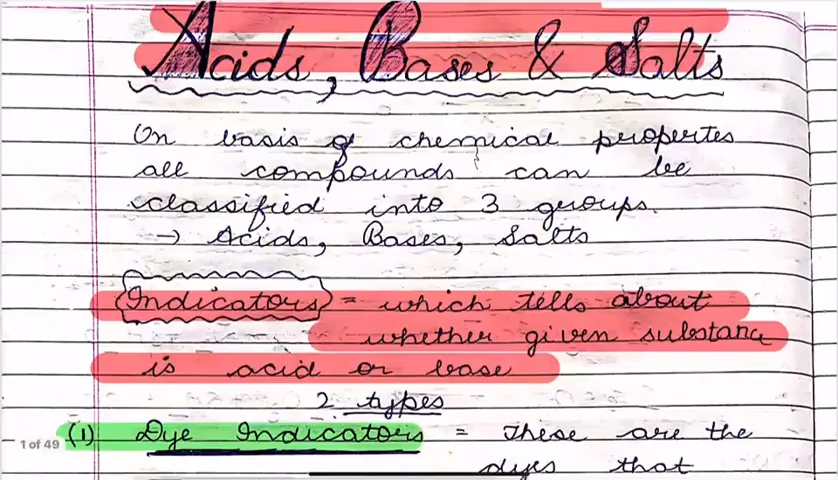 Acids, Bases & Salts
On basis of chemical propertes
all compounds can be
classified into 3 groups.
→ Acids, Bases, Salts
Indicators = which tells about
whether given substance
is acid or base
2 types
(1) Dye Indicators = These are the
dyes that
1 of 49